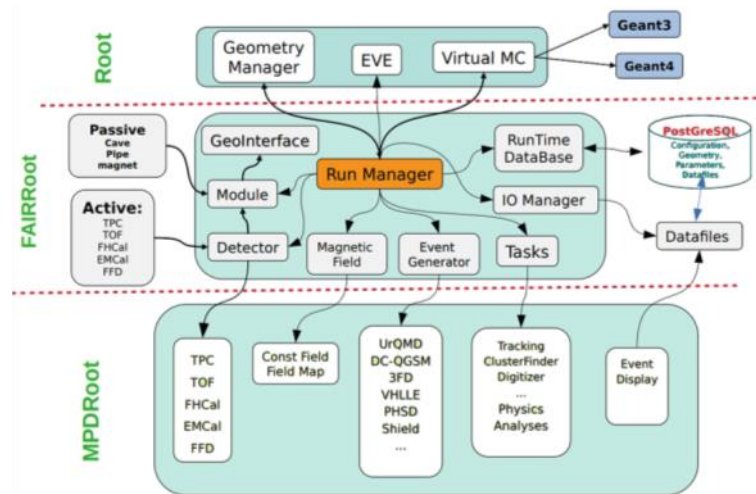 Root
Geometry
Manager
EVE
Virtual MC
Geant3
Geant4
FAIRRoot
Passive
Cave
Pipe
magnet
Active:
TPC
TOF
FHCal
EMCal
FFD
GeoInterface
Module
Detector
Run Manager
Magnetic
Field
Event
Generator
Tasks
RunTime
DataBase
IO Manager
PostGreSQL
Configuration,
Geometry,
Parameters,
Datafiles
Datafiles
MPDRoot
TPC
TOF
FHCal
EMCal
FFD
Const Field
Field Map
UrQMD
DC-QGSM
3FD
VHLLE
PHSD
Shield
...
Tracking
ClusterFinder
Digitizer
...
Physics
Analyses
Event
Display